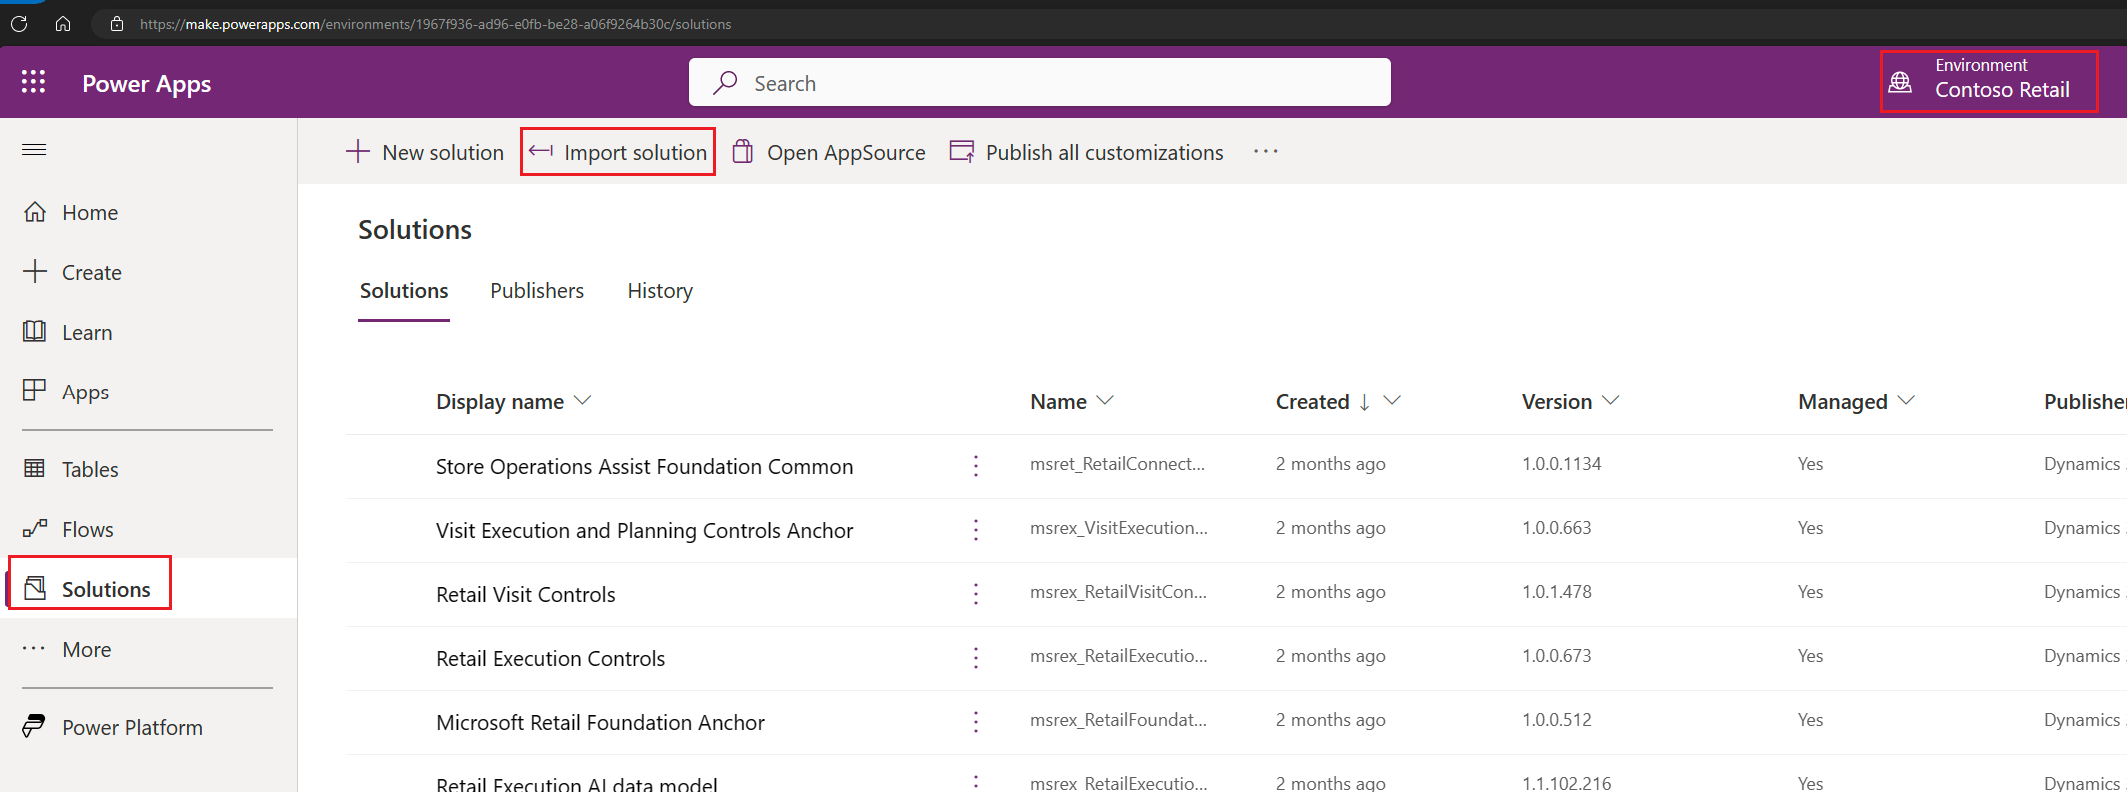 https://make.powerapps.com/environments/1967f936-ad96-e0fb-be28-a06f9264b30c/solutions
Power Apps
Search
Environment
Contoso Retail
New solution
Import solution
Open AppSource
Publish all customizations
Home
Create
Learn
Apps
Tables
Flows
Solutions
More
Power Platform
Solutions
Solutions Publishers History
Display name Name Created Version Managed Publisher
Store Operations Assist Foundation Common msret_RetailConnect... 2 months ago 1.0.0.1134 Yes Dynamics
Visit Execution and Planning Controls Anchor msrex_VisitExecution... 2 months ago 1.0.0.663 Yes Dynamics
Retail Visit Controls msrex_RetailVisitCon... 2 months ago 1.0.1.478 Yes Dynamics
Retail Execution Controls msrex_RetailExecutio... 2 months ago 1.0.0.673 Yes Dynamics
Microsoft Retail Foundation Anchor msrex_RetailFoundat... 2 months ago 1.0.0.512 Yes Dynamics
Retail Execution AI data model msrex_RetailExecutio... 2 months ago 1.1.102.216 Yes Dynamics